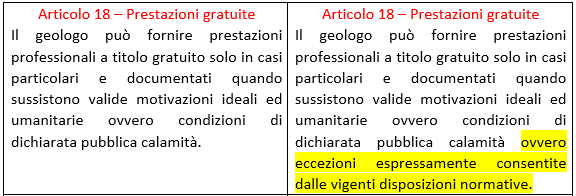 Articolo 18 – Prestazioni gratuite
Il geologo può fornire prestazioni
professionali a titolo gratuito solo in casi
particolari e documentati quando
sussistono valide motivazioni ideali ed
umanitarie ovvero condizioni di
dichiarata pubblica calamità.
Articolo 18 – Prestazioni gratuite
Il geologo può fornire prestazioni
professionali a titolo gratuito solo in casi
particolari e documentati quando
sussistono valide motivazioni ideali ed
umanitarie ovvero condizioni di
dichiarata pubblica calamità ovvero
eccezioni espressamente consentite
dalle vigenti disposizioni normative.